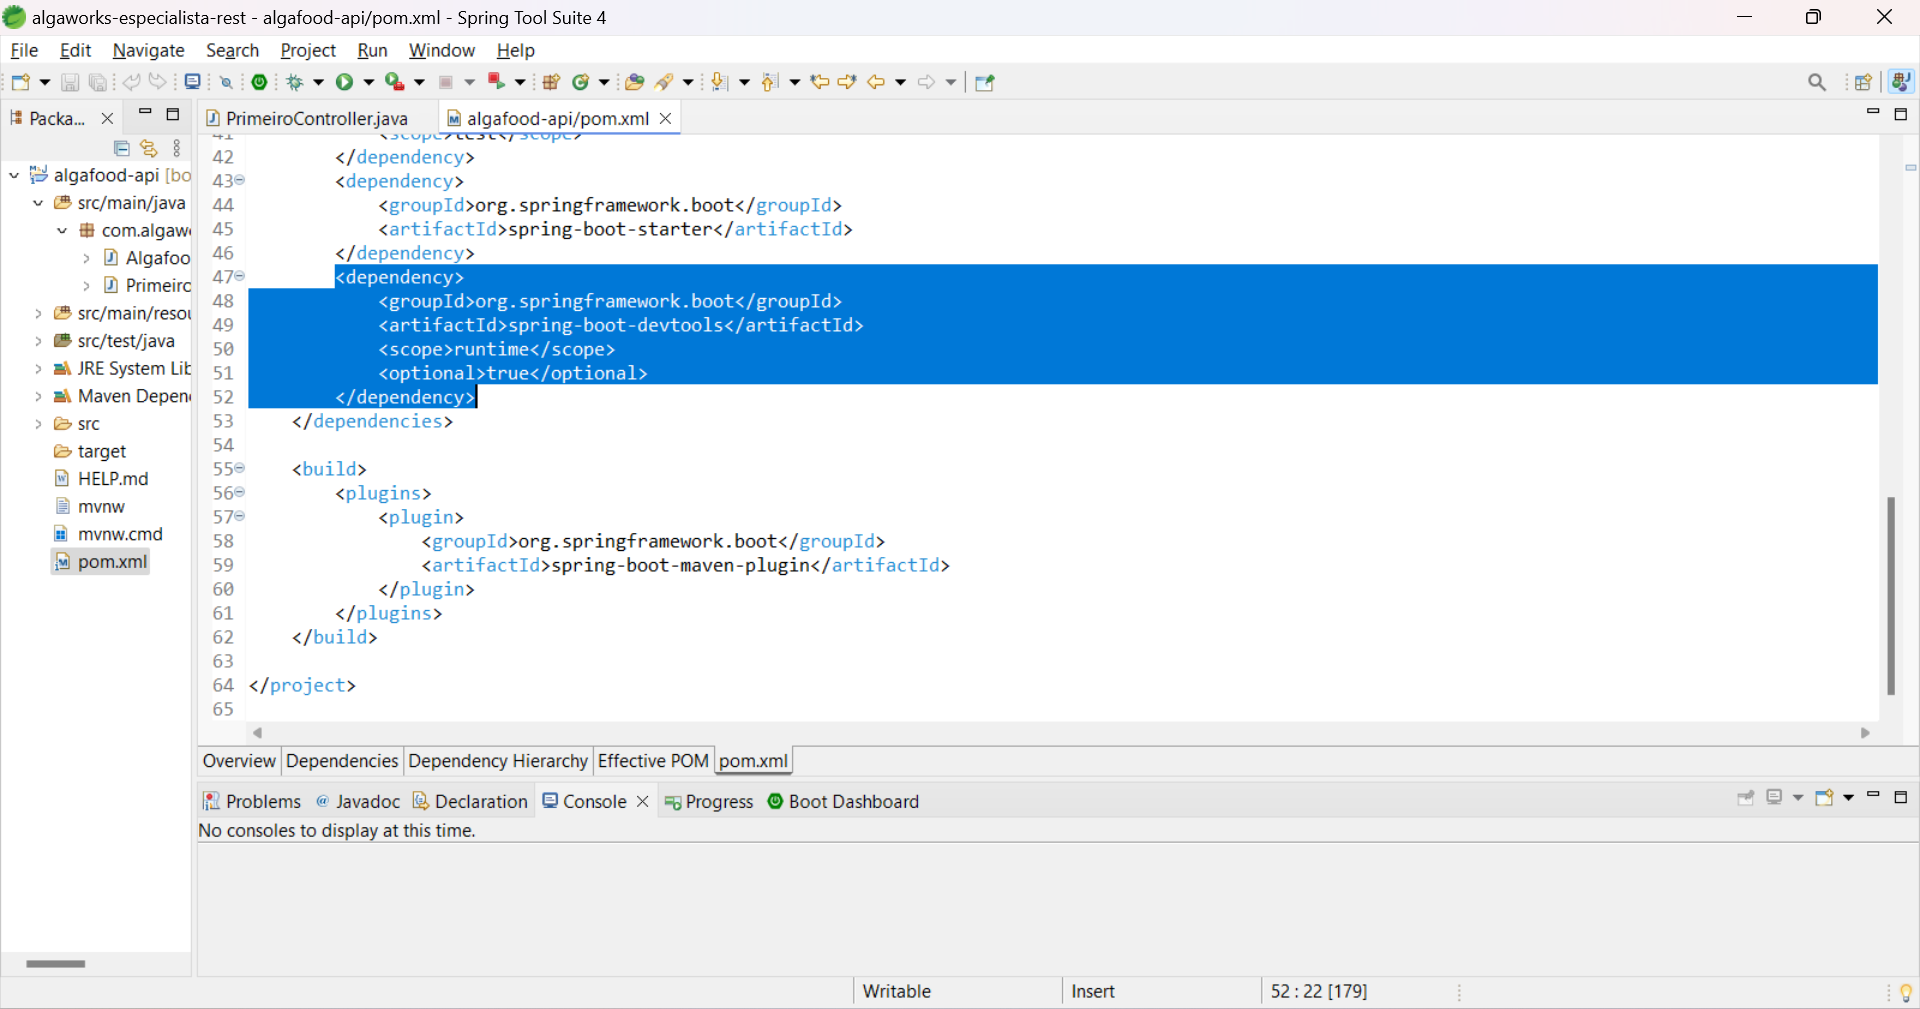 algaworks-especialista-rest - algafood-api/pom.xml - Spring Tool Suite 4
File Edit Navigate Search Project Run Window Help
Packa...
PrimeiroController.java
algafood-api/pom.xml
algafood-api [bo
src/main/java
com.algaw
Algafoo
Primeiro
src/main/resou
src/test/java
JRE System Lib
Maven Depen
src
target
HELP.md
mvnw
mvnw.cmd
pom.xml
41 <scope>test</scope>
42 </dependency>
43 <dependency>
44 <groupId>org.springframework.boot</groupId>
45 <artifactId>spring-boot-starter</artifactId>
46 </dependency>
47 <dependency>
48 <groupId>org.springframework.boot</groupId>
49 <artifactId>spring-boot-devtools</artifactId>
50 <scope>runtime</scope>
51 <optional>true</optional>
52 </dependency>
53 </dependencies>
54
55 <build>
56 <plugins>
57 <plugin>
58 <groupId>org.springframework.boot</groupId>
59 <artifactId>spring-boot-maven-plugin</artifactId>
60 </plugin>
61 </plugins>
62 </build>
63
64 </project>
65
Overview Dependencies Dependency Hierarchy Effective POM pom.xml
Problems Javadoc Declaration Console Progress Boot Dashboard
No consoles to display at this time.
Writable Insert 52 : 22 [179]